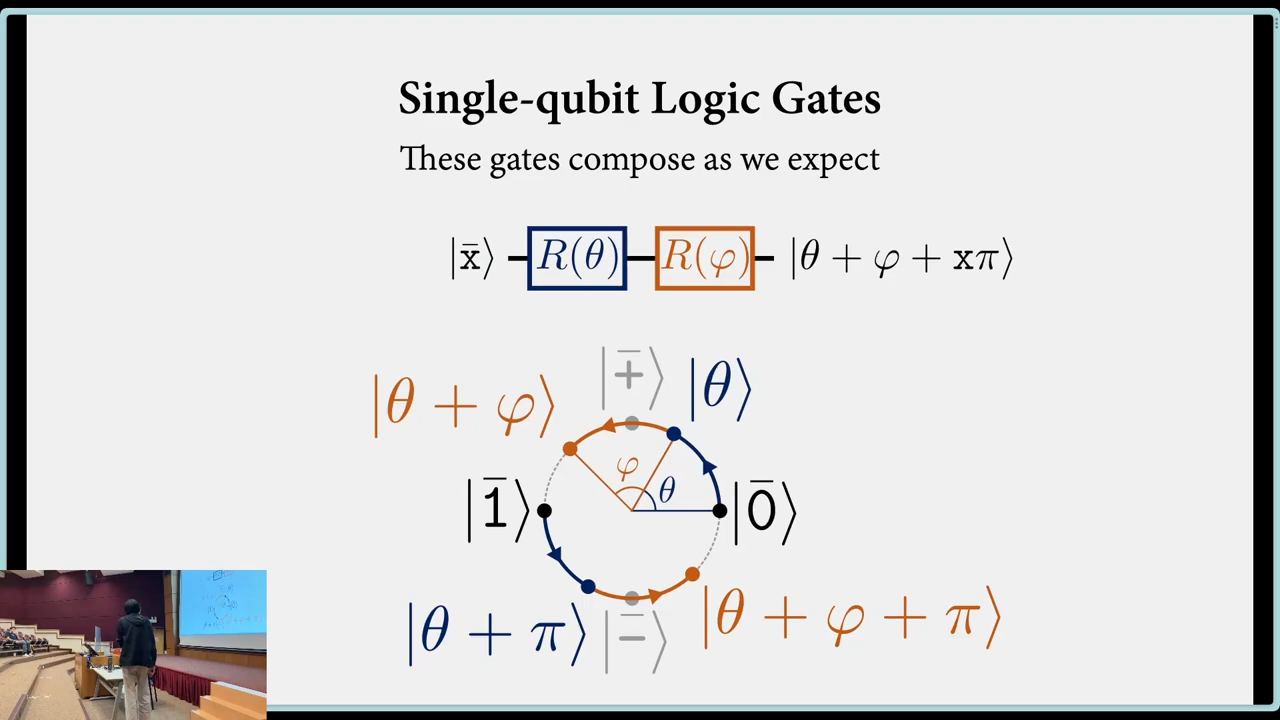 Single-qubit Logic Gates
These gates compose as we expect
|x̄⟩ R(θ) R(φ) |θ + φ + xπ⟩
|+̄⟩ |θ⟩
|θ + φ⟩
φ θ
|1̄⟩ |0̄⟩
|θ + π⟩ |−̄⟩ |θ + φ + π⟩